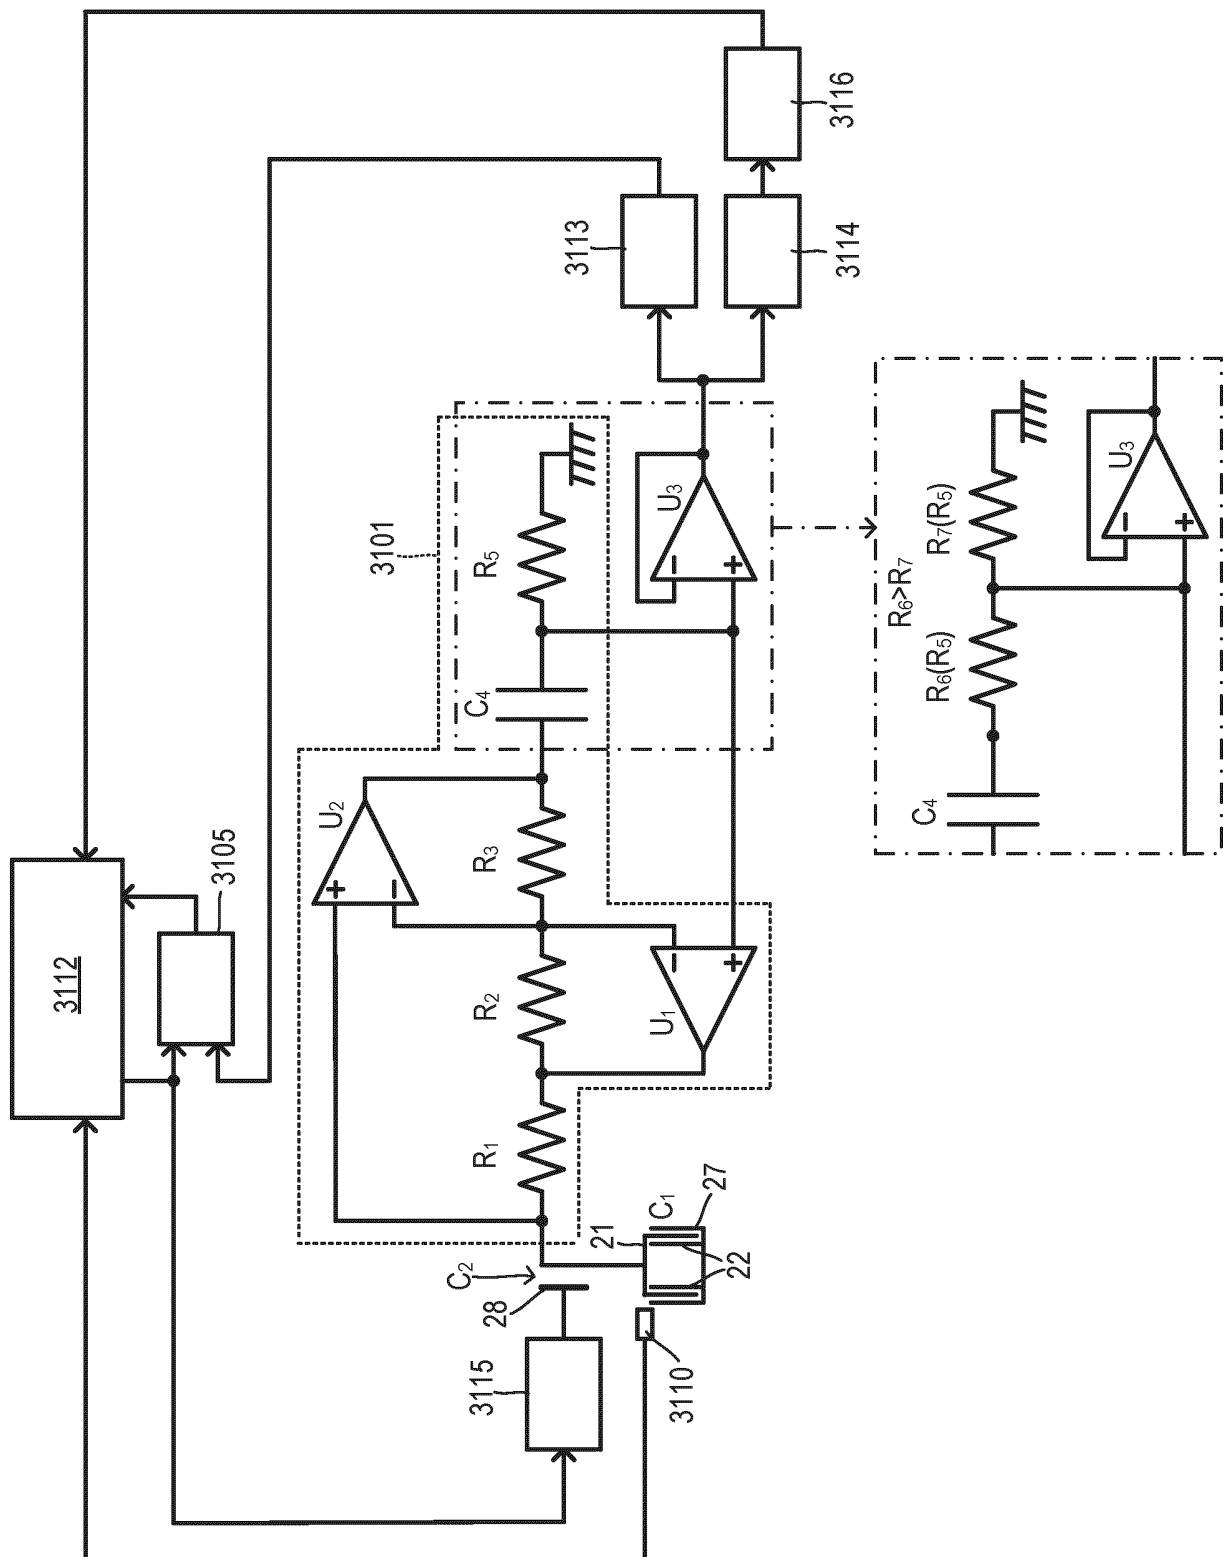 3112
3105
3116
3113
3114
3101
U₂
R₁
R₂
R₃
C₄
R₅
U₁
U₃
C₂
28
3115
3110
21
C₁
27
22
C₄
R₆(R₅)
R₇(R₅)
R₆>R₇
U₃
+
−
−
+
−
+
−
+